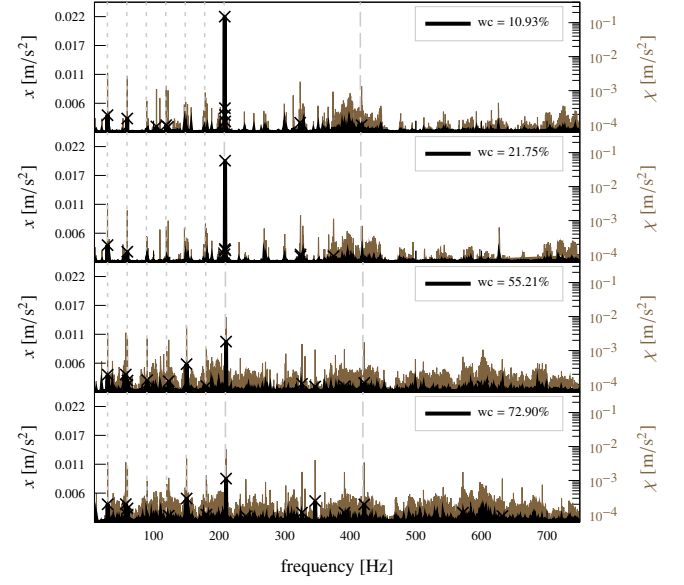 0.022
0.017
0.011
0.006
x [m/s²]
wc = 10.93%
10⁻¹
10⁻²
10⁻³
10⁻⁴
χ [m/s²]
0.022
0.017
0.011
0.006
x [m/s²]
wc = 21.75%
10⁻¹
10⁻²
10⁻³
10⁻⁴
χ [m/s²]
0.022
0.017
0.011
0.006
x [m/s²]
wc = 55.21%
10⁻¹
10⁻²
10⁻³
10⁻⁴
χ [m/s²]
0.022
0.017
0.011
0.006
x [m/s²]
wc = 72.90%
10⁻¹
10⁻²
10⁻³
10⁻⁴
χ [m/s²]
100 200 300 400 500 600 700
frequency [Hz]